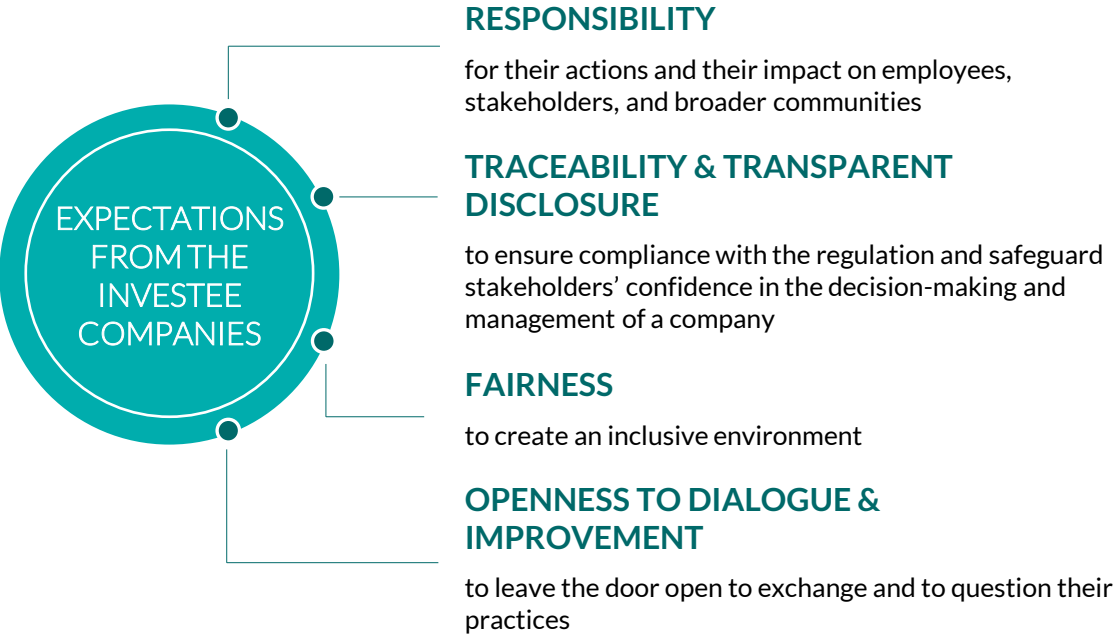 RESPONSIBILITY
for their actions and their impact on employees,
stakeholders, and broader communities
TRACEABILITY & TRANSPARENT
DISCLOSURE
to ensure compliance with the regulation and safeguard
stakeholders’ confidence in the decision-making and
management of a company
EXPECTATIONS
FROM THE
INVESTEE
COMPANIES
FAIRNESS
to create an inclusive environment
OPENNESS TO DIALOGUE &
IMPROVEMENT
to leave the door open to exchange and to question their
practices